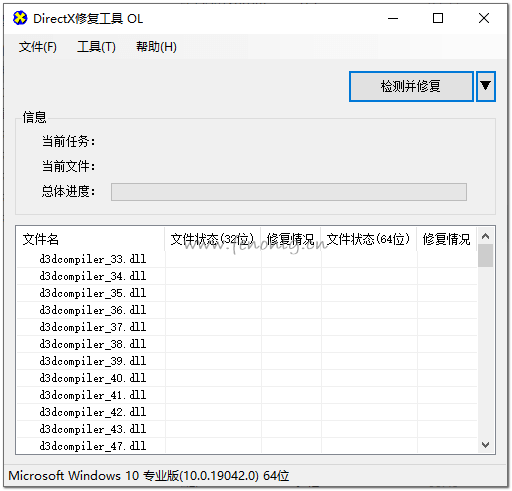 DirectX修复工具 OL
文件(F) 工具(T) 帮助(H)
检测并修复
信息
当前任务：
当前文件：
总体进度：
文件名 文件状态(32位) 修复情况 文件状态(64位) 修复情况
d3dcompiler_33.dll
d3dcompiler_34.dll
d3dcompiler_35.dll
d3dcompiler_36.dll
d3dcompiler_37.dll
d3dcompiler_38.dll
d3dcompiler_39.dll
d3dcompiler_40.dll
d3dcompiler_41.dll
d3dcompiler_42.dll
d3dcompiler_43.dll
d3dcompiler_47.dll
Microsoft Windows 10 专业版(10.0.19042.0) 64位